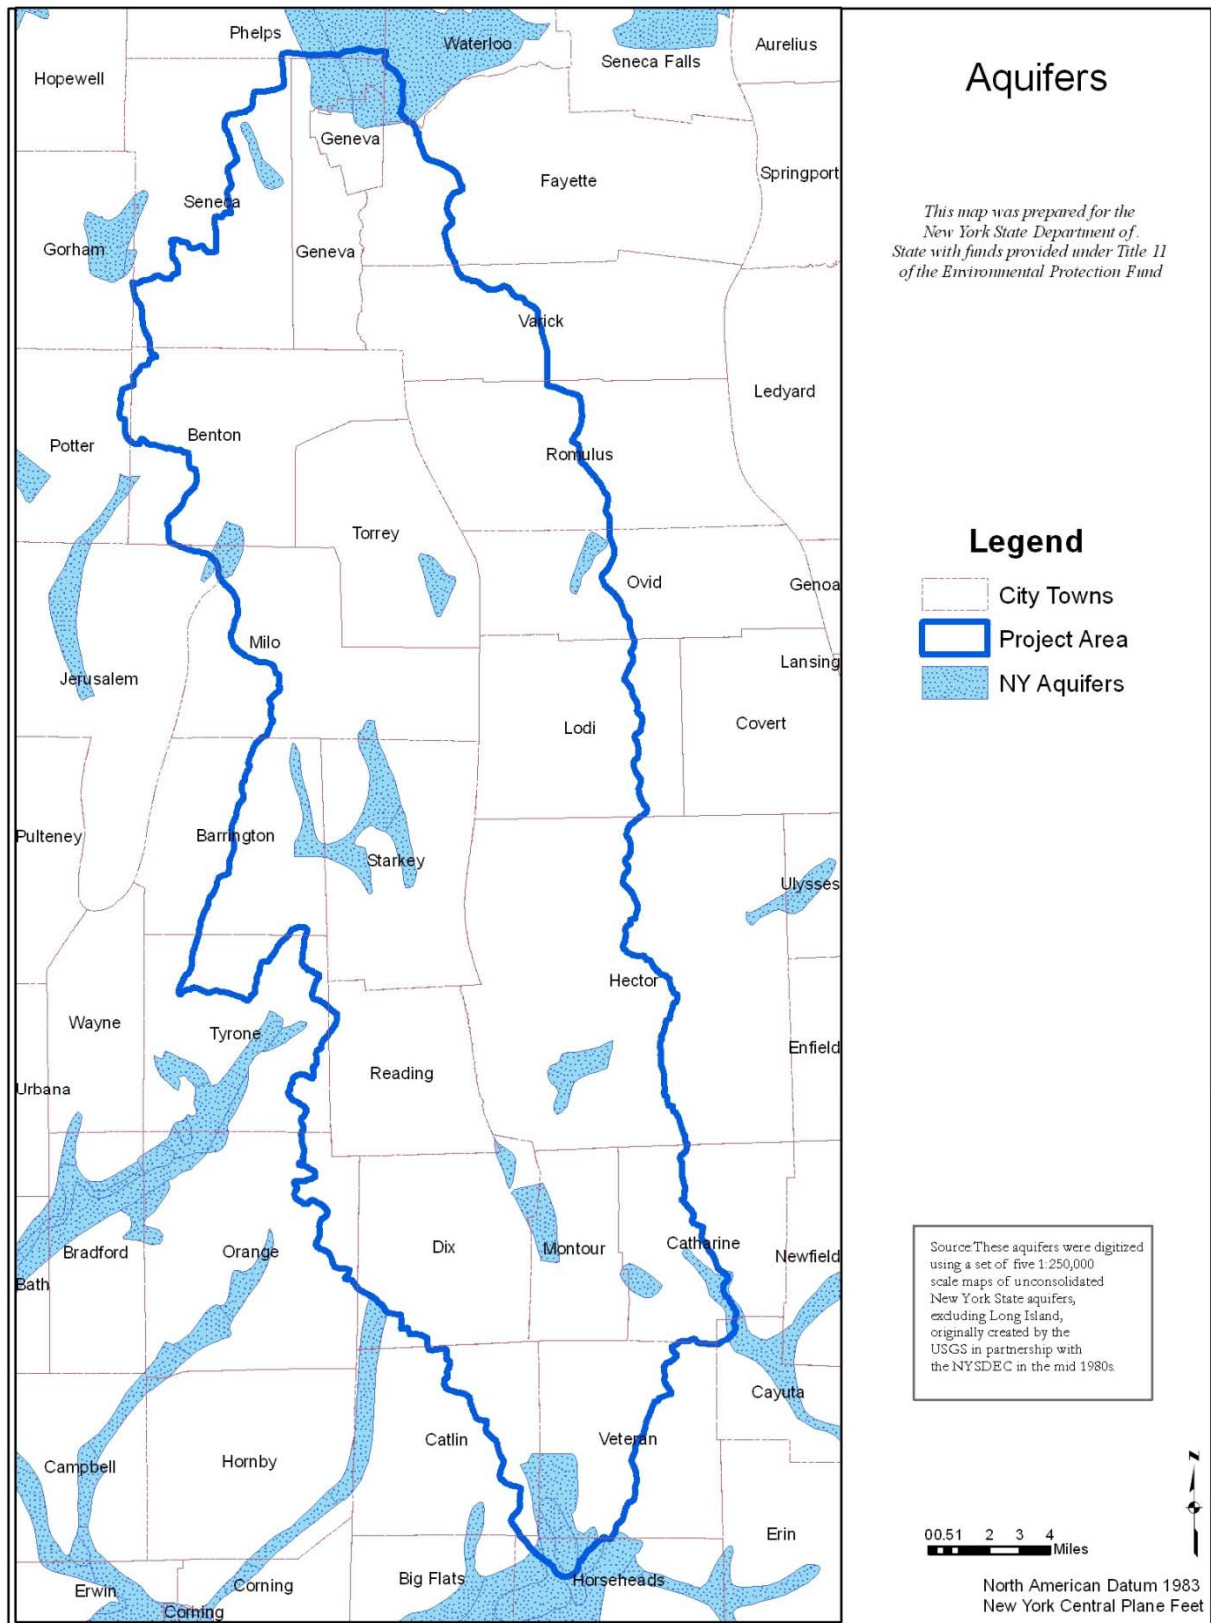 Phelps
Waterloo
Aurelius
Seneca Falls
Hopewell
Geneva
Springport
Fayette
Seneca
Gorham
Geneva
Varick
Ledyard
Potter
Benton
Romulus
Torrey
Ovid
Genoa
Milo
Lansing
Jerusalem
Lodi
Covert
Pulteney
Barrington
Starkey
Ulysses
Hector
Wayne
Tyrone
Enfield
Reading
Urbana
Bradford
Orange
Dix
Montour
Catharine
Newfield
Bath
Cayuta
Catlin
Veteran
Hornby
Campbell
Erin
Big Flats
Horseheads
Corning
Erwin
Corning
Aquifers
This map was prepared for the
New York State Department of.
State with funds provided under Title 11
of the Environmental Protection Fund
Legend
City Towns
Project Area
NY Aquifers
Source:These aquifers were digitized
using a set of five 1:250,000
scale maps of unconsolidated
New York State aquifers,
excluding Long Island,
originally created by the
USGS in partnership with
the NYSDEC in the mid 1980s.
N
00.51 2 3 4
Miles
North American Datum 1983
New York Central Plane Feet